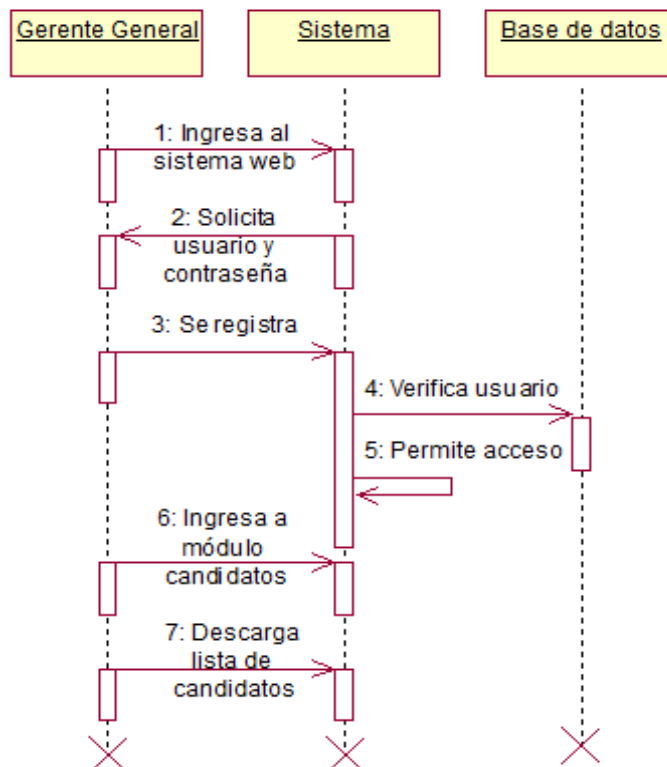 Gerente General
Sistema
Base de datos
1: Ingresa al
sistema web
2: Solicita
usuario y
contraseña
3: Se registra
4: Verifica usuario
5: Permite acceso
6: Ingresa a
módulo
candidatos
7: Descarga
lista de
candidatos